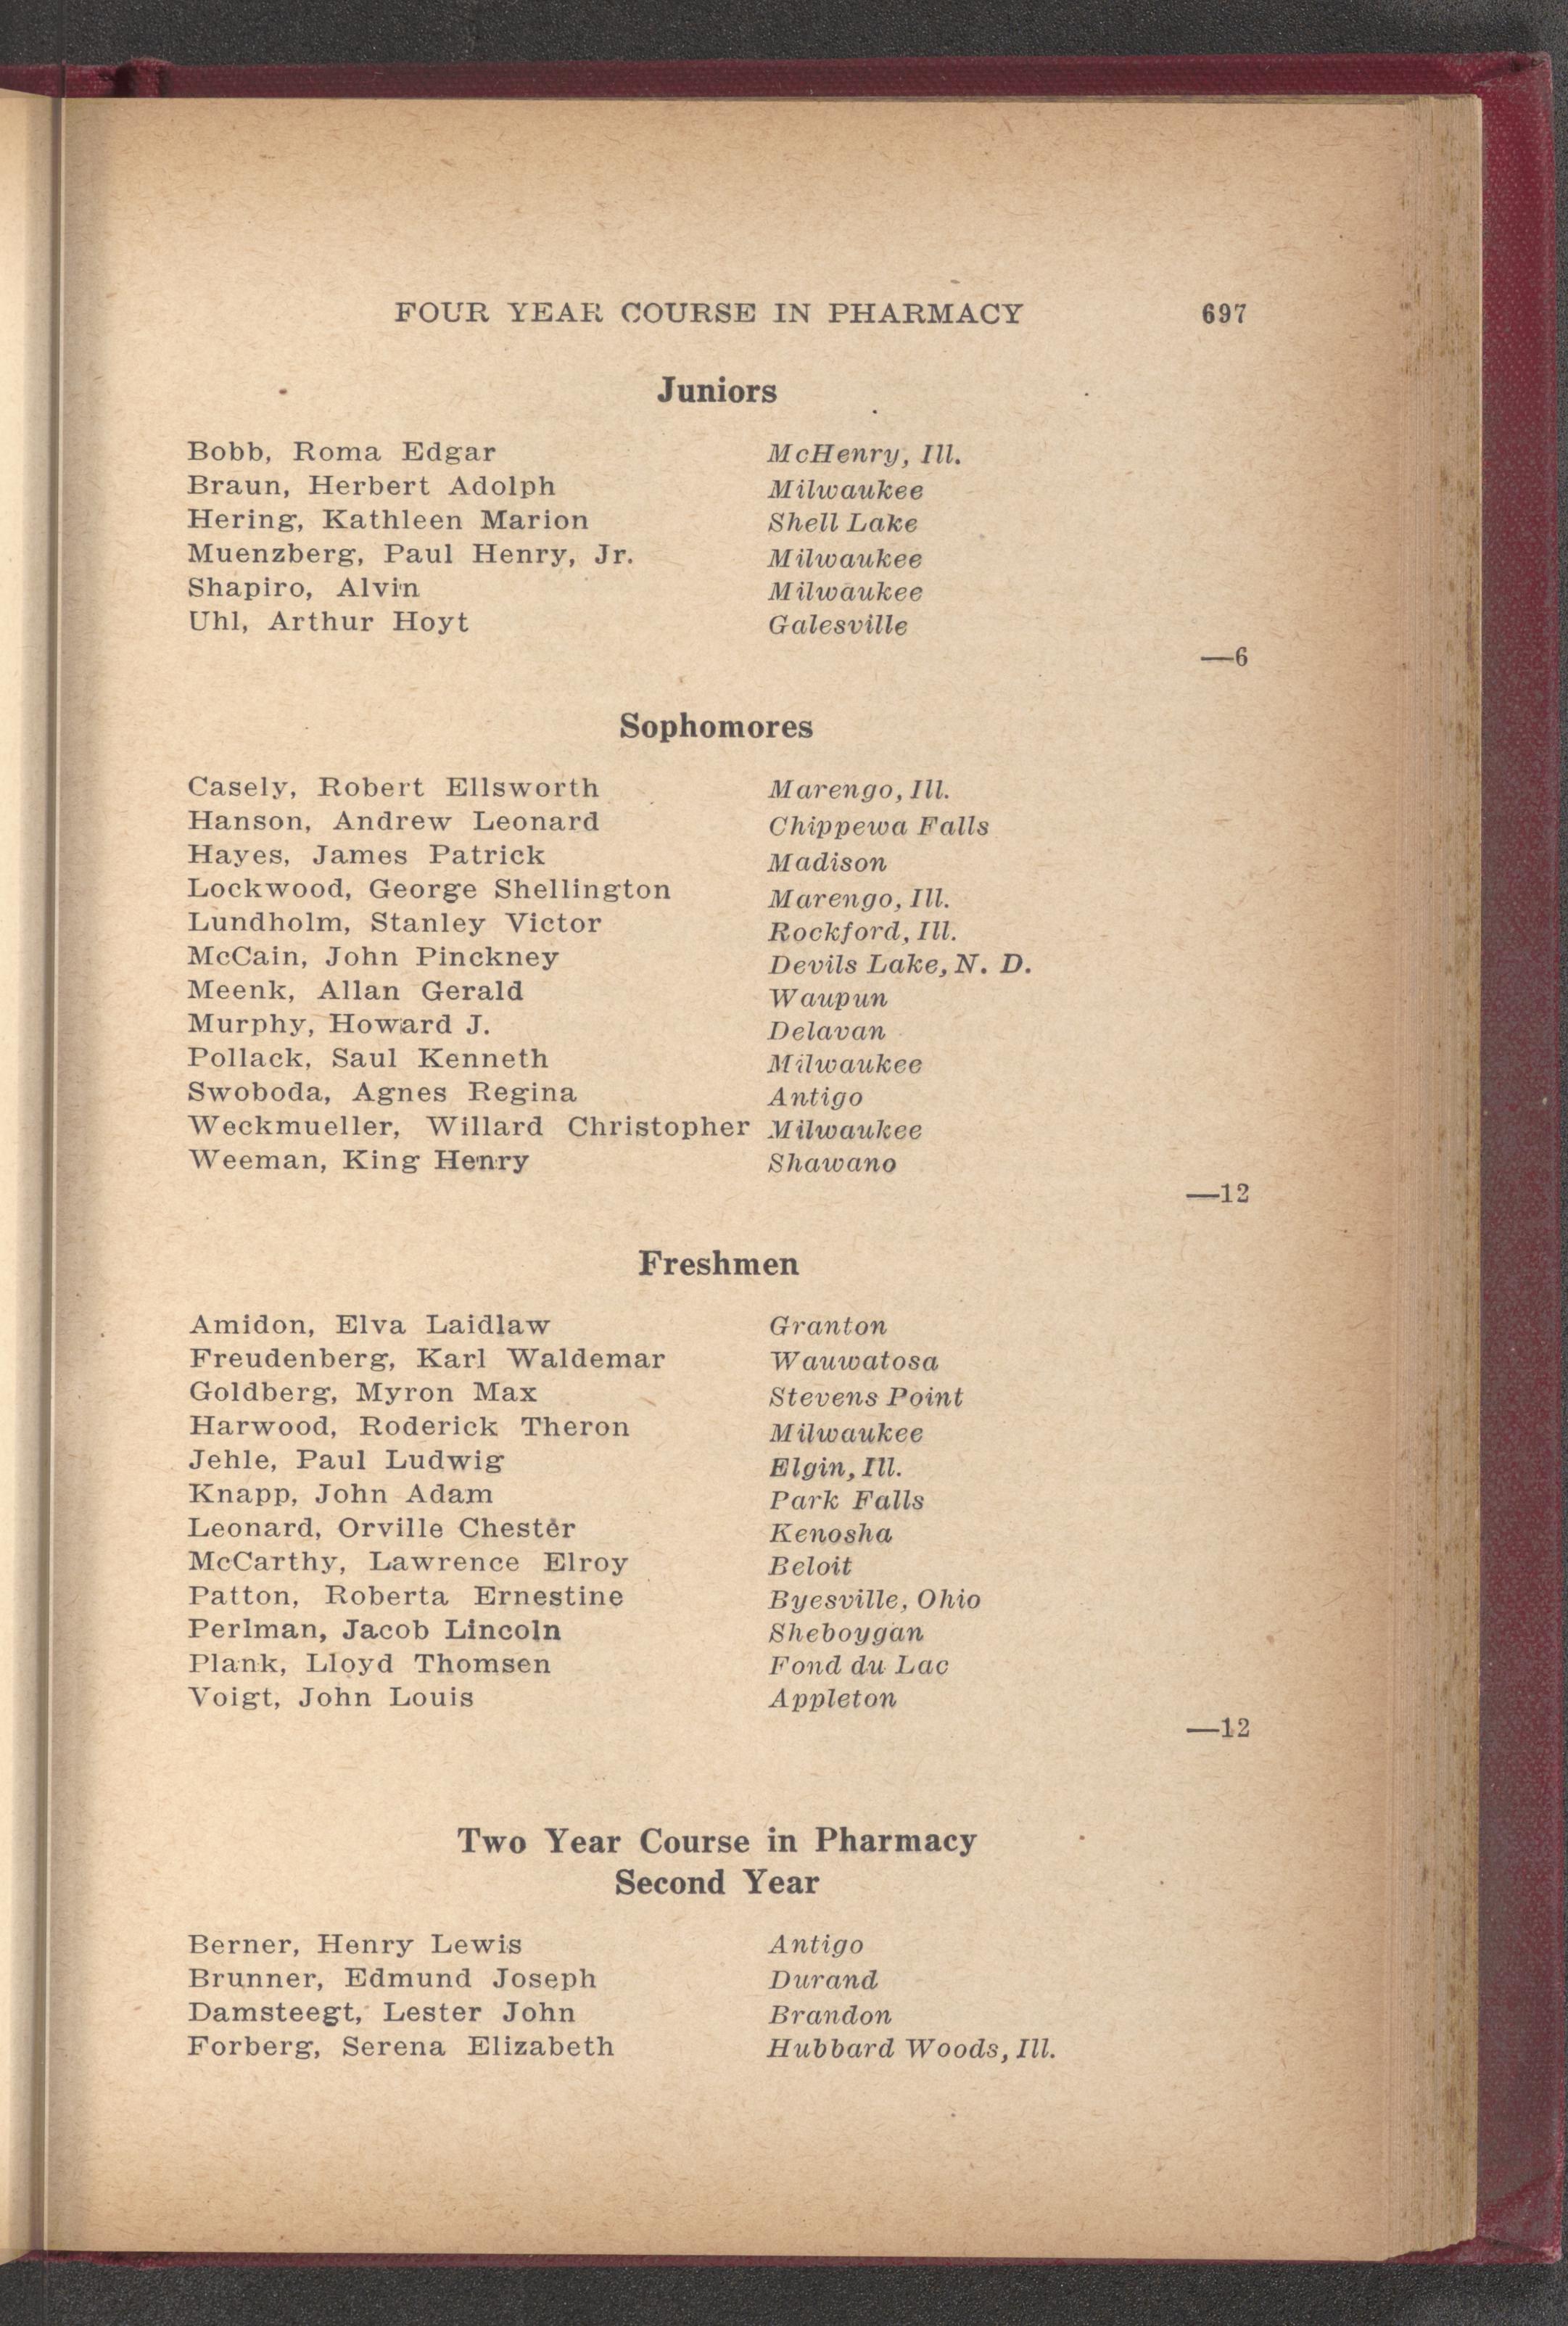 FOUR YEAR COURSE IN PHARMACY 697
Juniors
Bobb, Roma Edgar McHenry, Ill.
Braun, Herbert Adolph Milwaukee
Hering, Kathleen Marion Shell Lake
Muenzberg, Paul Henry, Jr. Milwaukee
Shapiro, Alvin Milwaukee
Uhl, Arthur Hoyt Galesville
—6
Sophomores
Casely, Robert Ellsworth Marengo, Ill.
Hanson, Andrew Leonard Chippewa Falls
Hayes, James Patrick Madison
Lockwood, George Shellington Marengo, Ill.
Lundholm, Stanley Victor Rockford, Ill.
McCain, John Pinckney Devils Lake, N. D.
Meenk, Allan Gerald Waupun
Murphy, Howard J. Delavan
Pollack, Saul Kenneth Milwaukee
Swoboda, Agnes Regina Antigo
Weckmueller, Willard Christopher Milwaukee
Weeman, King Henry Shawano
—12
Freshmen
Amidon, Elva Laidlaw Granton
Freudenberg, Karl Waldemar Wauwatosa
Goldberg, Myron Max Stevens Point
Harwood, Roderick Theron Milwaukee
Jehle, Paul Ludwig Elgin, Ill.
Knapp, John Adam Park Falls
Leonard, Orville Chester Kenosha
McCarthy, Lawrence Elroy Beloit
Patton, Roberta Ernestine Byesville, Ohio
Perlman, Jacob Lincoln Sheboygan
Plank, Lloyd Thomsen Fond du Lac
Voigt, John Louis Appleton
—12
Two Year Course in Pharmacy
Second Year
Berner, Henry Lewis Antigo
Brunner, Edmund Joseph Durand
Damsteegt, Lester John Brandon
Forberg, Serena Elizabeth Hubbard Woods, Ill.